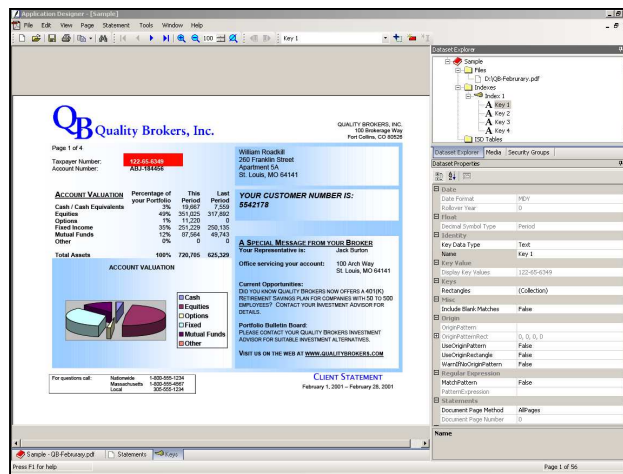 Application Designer - [Sample]
File Edit View Page Statement Tools Window Help
100
Key 1
Dataset Explorer
Sample
Files
D:\QB-Februrary.pdf
Indexes
Index 1
Key 1
Key 2
Key 3
Key 4
ISD Tables
Dataset Explorer Media Security Groups
Dataset Properties
Date
Date Format MDY
Rollover Year 0
Float
Decimal Symbol Type Period
Identity
Key Data Type Text
Name Key 1
Key Value
Display Key Values 122-65-6349
Keys
Rectangles (Collection)
Misc
Include Blank Matches False
Origin
OriginPattern
OriginPatternRect 0, 0, 0, 0
UseOriginPattern False
UseOriginRectangle False
WarnIfNoOriginPattern False
Regular Expression
MatchPattern False
PatternExpression
Statements
Document Page Method AllPages
Document Page Number 0
Name
QB Quality Brokers, Inc.
QUALITY BROKERS, INC.
100 Brokerage Way
Fort Collins, CO 80526
Page 1 of 4
Taxpayer Number: 122-65-6349
Account Number: ABJ-184456
William Roadkill
260 Franklin Street
Apartment 5A
St. Louis, MO 64141
ACCOUNT VALUATION Percentage of your Portfolio This Period Last Period
Cash / Cash Equivalents 3% 19,667 7,559
Equities 49% 351,025 317,892
Options 1% 11,220 0
Fixed Income 35% 251,229 250,135
Mutual Funds 12% 87,564 49,743
Other 0% 0 0
Total Assets 100% 720,705 625,329
YOUR CUSTOMER NUMBER IS:
5542178
ACCOUNT VALUATION
Cash
Equities
Options
Fixed
Mutual Funds
Other
A SPECIAL MESSAGE FROM YOUR BROKER
Your Representative is: Jack Burton
Office servicing your account: 100 Arch Way
St. Louis, MO 64141
Current Opportunities:
DID YOU KNOW QUALITY BROKERS NOW OFFERS A 401(K)
RETIREMENT SAVINGS PLAN FOR COMPANIES WITH 50 TO 500
EMPLOYEES? CONTACT YOUR INVESTMENT ADVISOR FOR
DETAILS.
Portfolio Bulletin Board:
PLEASE CONTACT YOUR QUALITY BROKERS INVESTMENT
ADVISOR FOR SUITABLE INVESTMENT ALTERNATIVES.
VISIT US ON THE WEB AT WWW.QUALITYBROKERS.COM
For questions call: Nationwide 1-800-555-1234
Massachusetts 1-800-555-4567
Local 305-555-1234
CLIENT STATEMENT
February 1, 2001 – February 28, 2001
Sample - QB-Februrary.pdf Statements Keys
Press F1 for help
Page 1 of 56